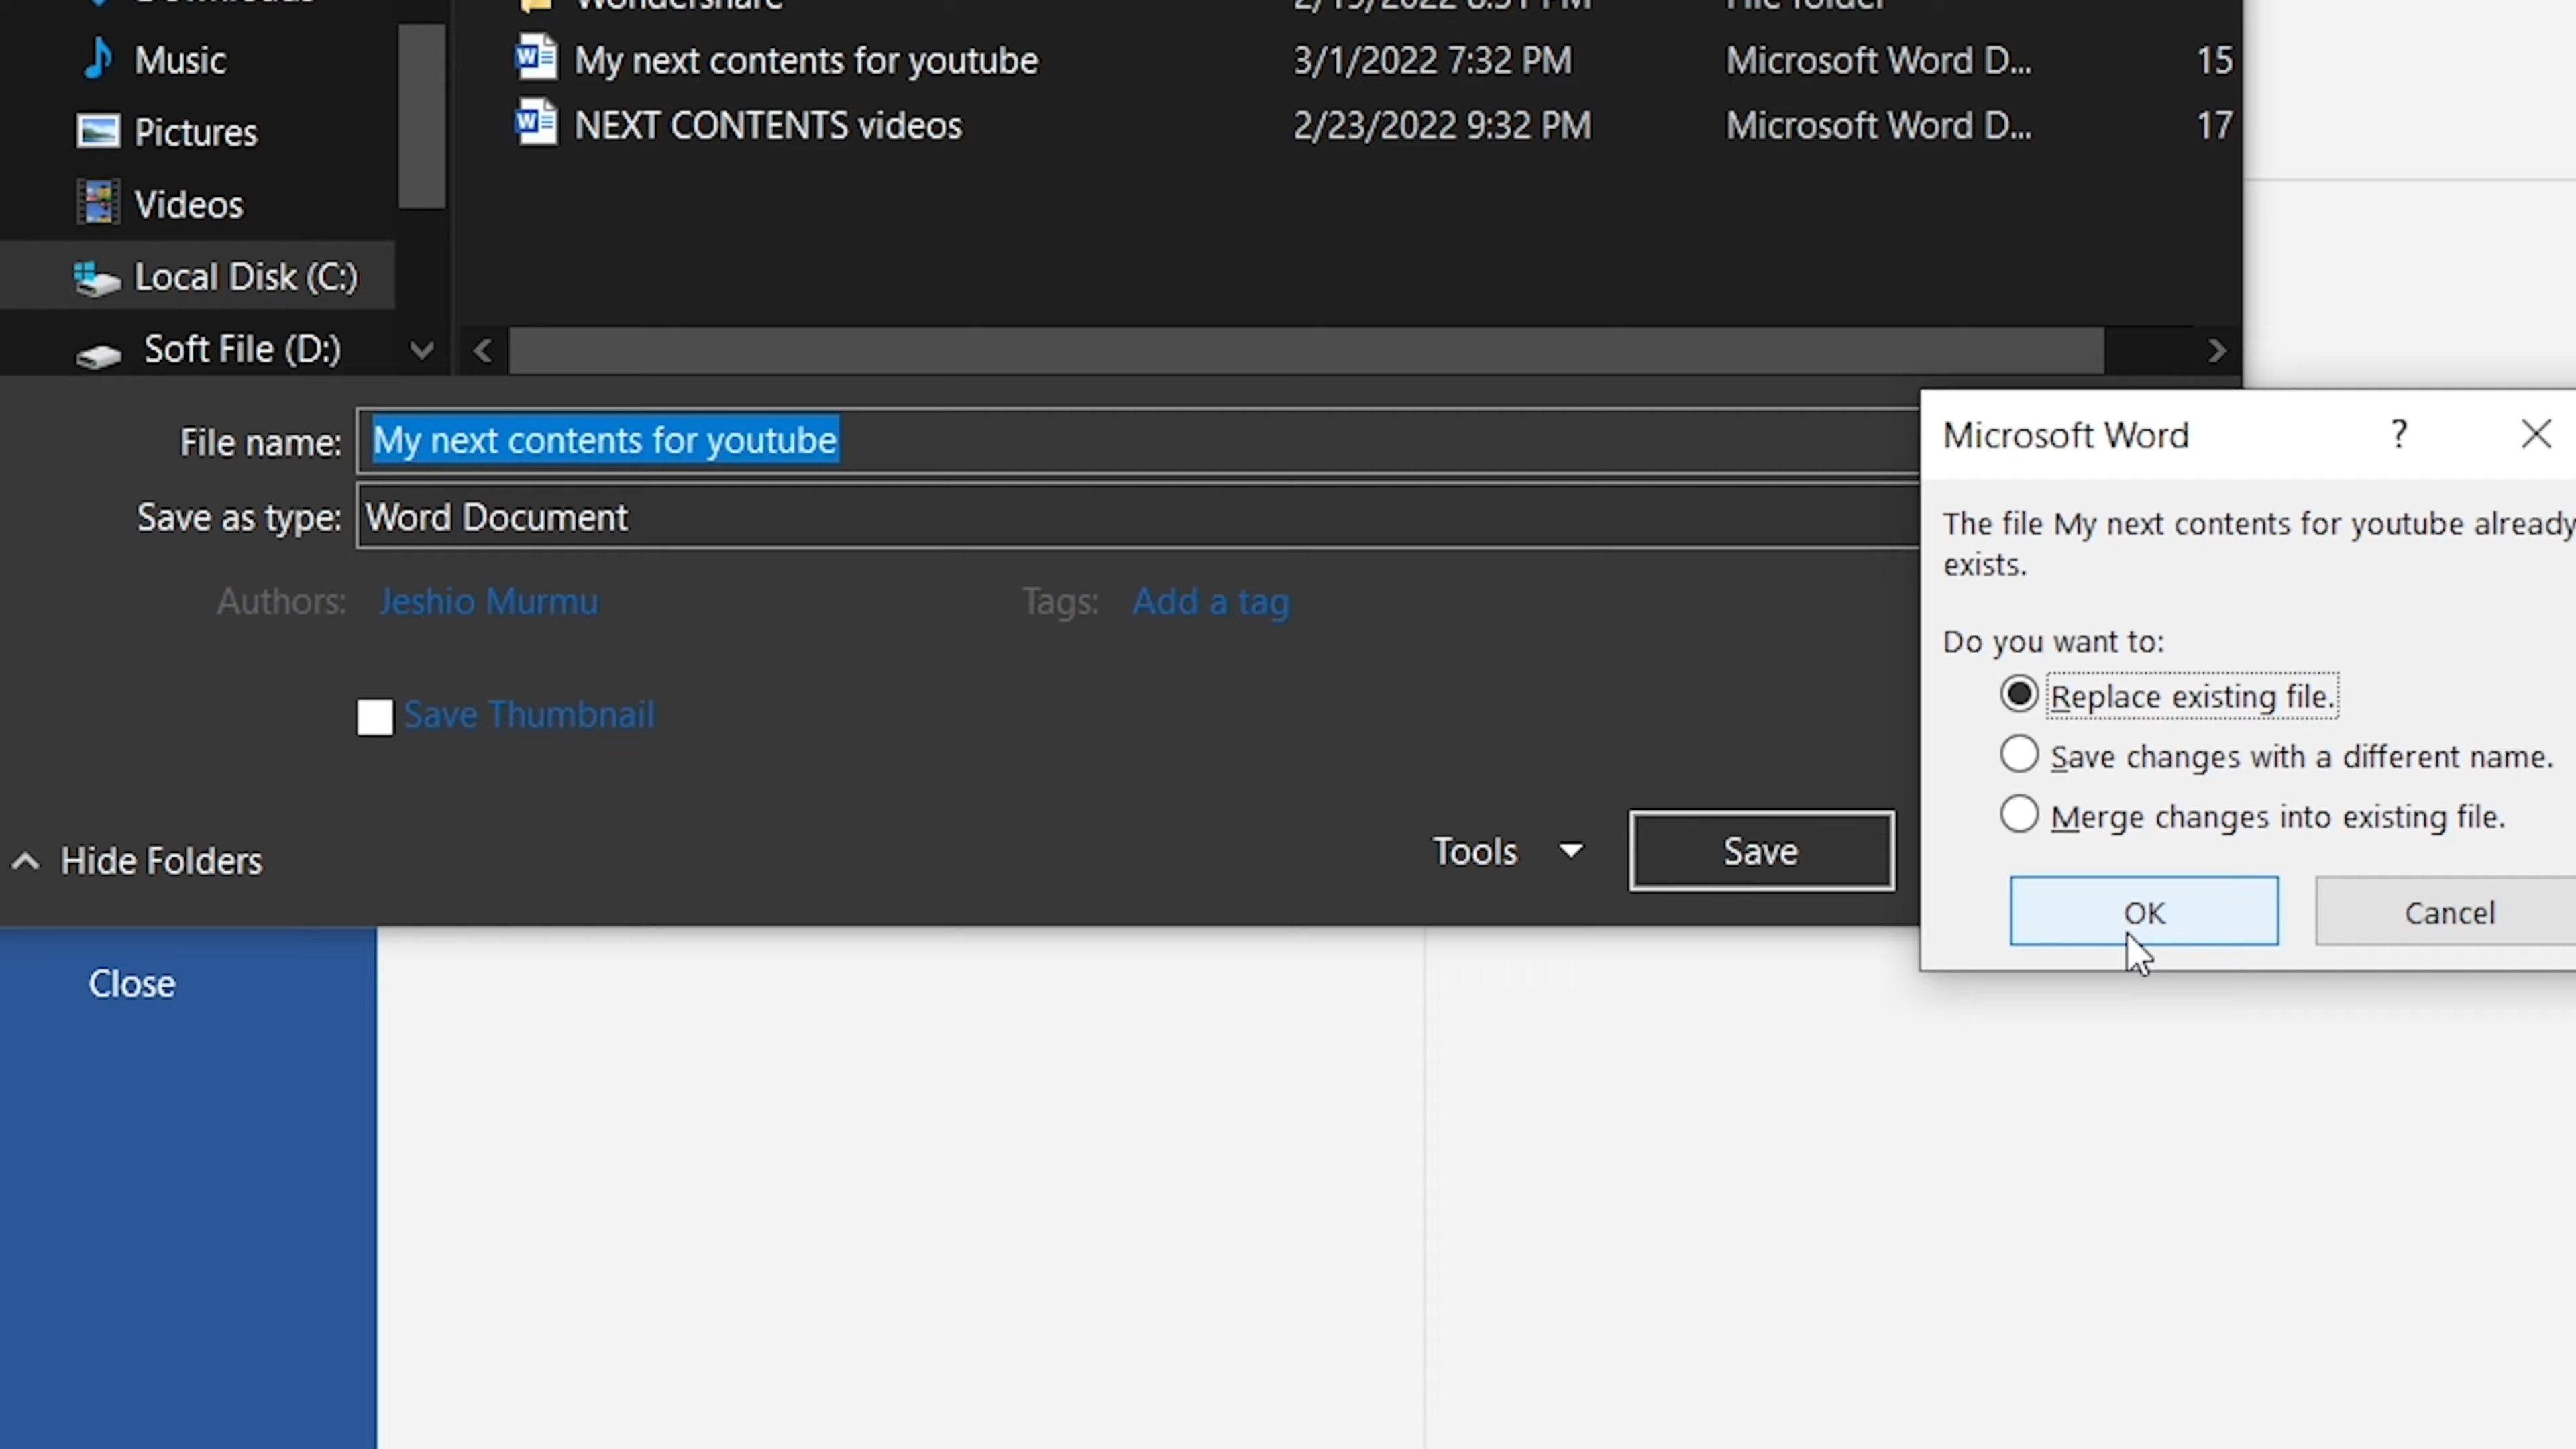 Music
Pictures
Videos
Local Disk (C:)
Soft File (D:)
Wondershare
My next contents for youtube 3/1/2022 7:32 PM Microsoft Word D... 15
NEXT CONTENTS videos 2/23/2022 9:32 PM Microsoft Word D... 17
File name: My next contents for youtube
Save as type: Word Document
Authors: Jeshio Murmu Tags: Add a tag
Save Thumbnail
Hide Folders
Tools Save
Close
Microsoft Word ?
The file My next contents for youtube already
exists.
Do you want to:
Replace existing file.
Save changes with a different name.
Merge changes into existing file.
OK Cancel